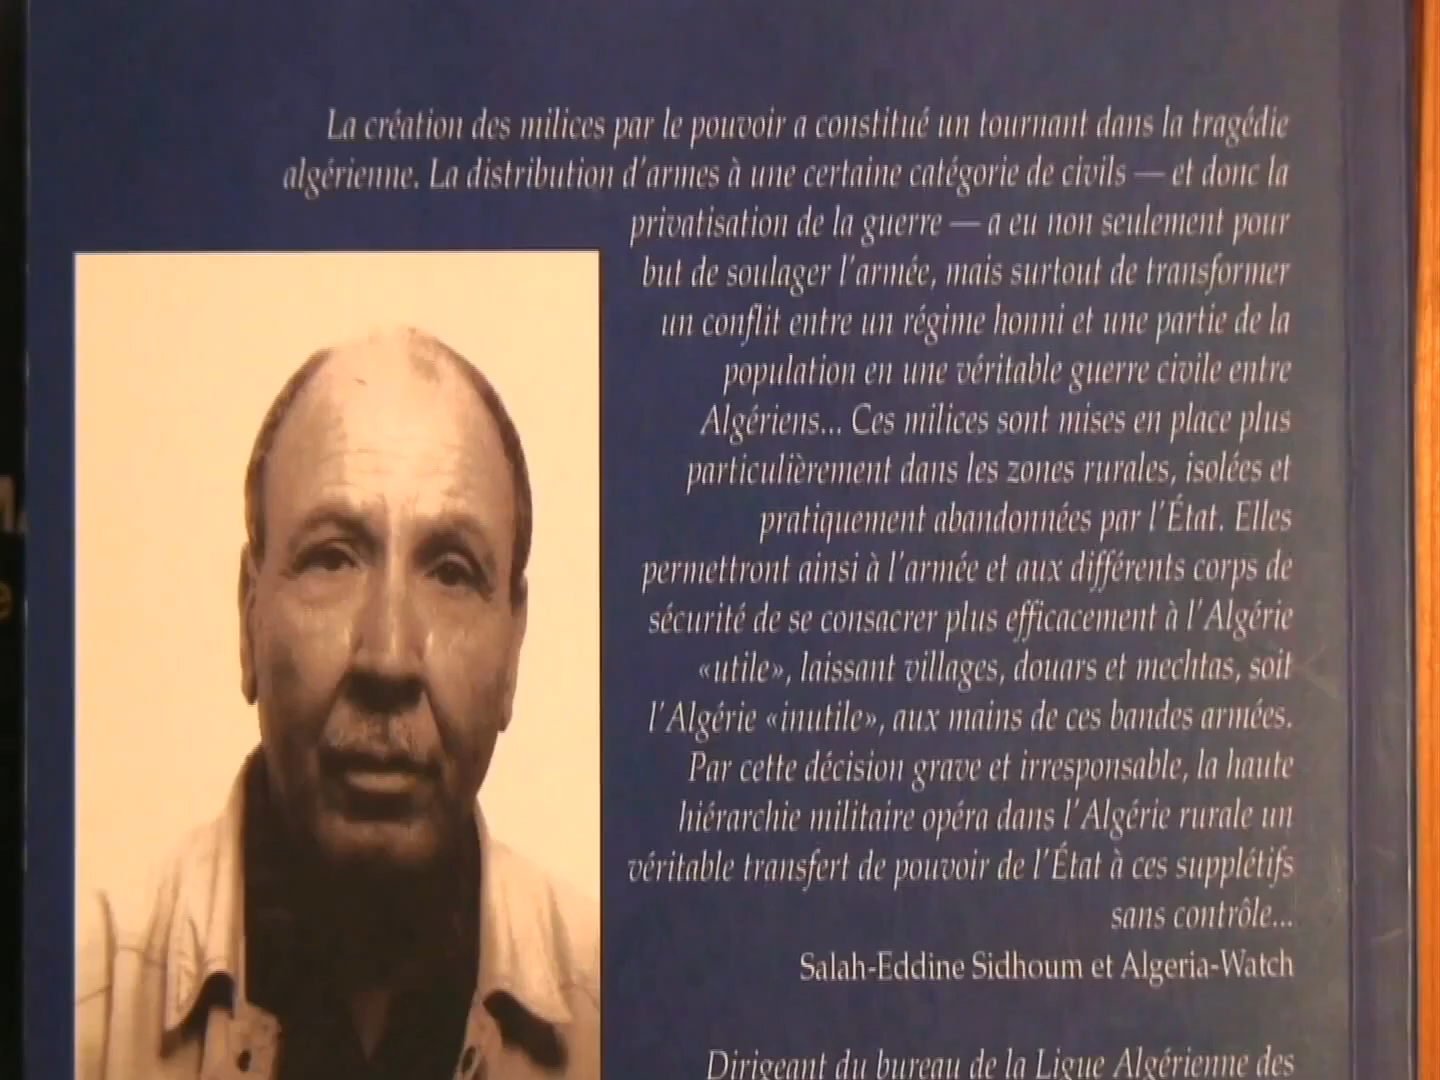 La création des milices par le pouvoir a constitué un tournant dans la tragédie
algérienne. La distribution d'armes à une certaine catégorie de civils — et donc la
privatisation de la guerre — a eu non seulement pour
but de soulager l'armée, mais surtout de transformer
un conflit entre un régime honni et une partie de la
population en une véritable guerre civile entre
Algériens... Ces milices sont mises en place plus
particulièrement dans les zones rurales, isolées et
pratiquement abandonnées par l'État. Elles
permettront ainsi à l'armée et aux différents corps de
sécurité de se consacrer plus efficacement à l'Algérie
«utile», laissant villages, douars et mechtas, soit
l'Algérie «inutile», aux mains de ces bandes armées.
Par cette décision grave et irresponsable, la haute
hiérarchie militaire opéra dans l'Algérie rurale un
véritable transfert de pouvoir de l'État à ces supplétifs
sans contrôle...
Salah-Eddine Sidhoum et Algeria-Watch
Dirigeant du bureau de la Ligue Algérienne des